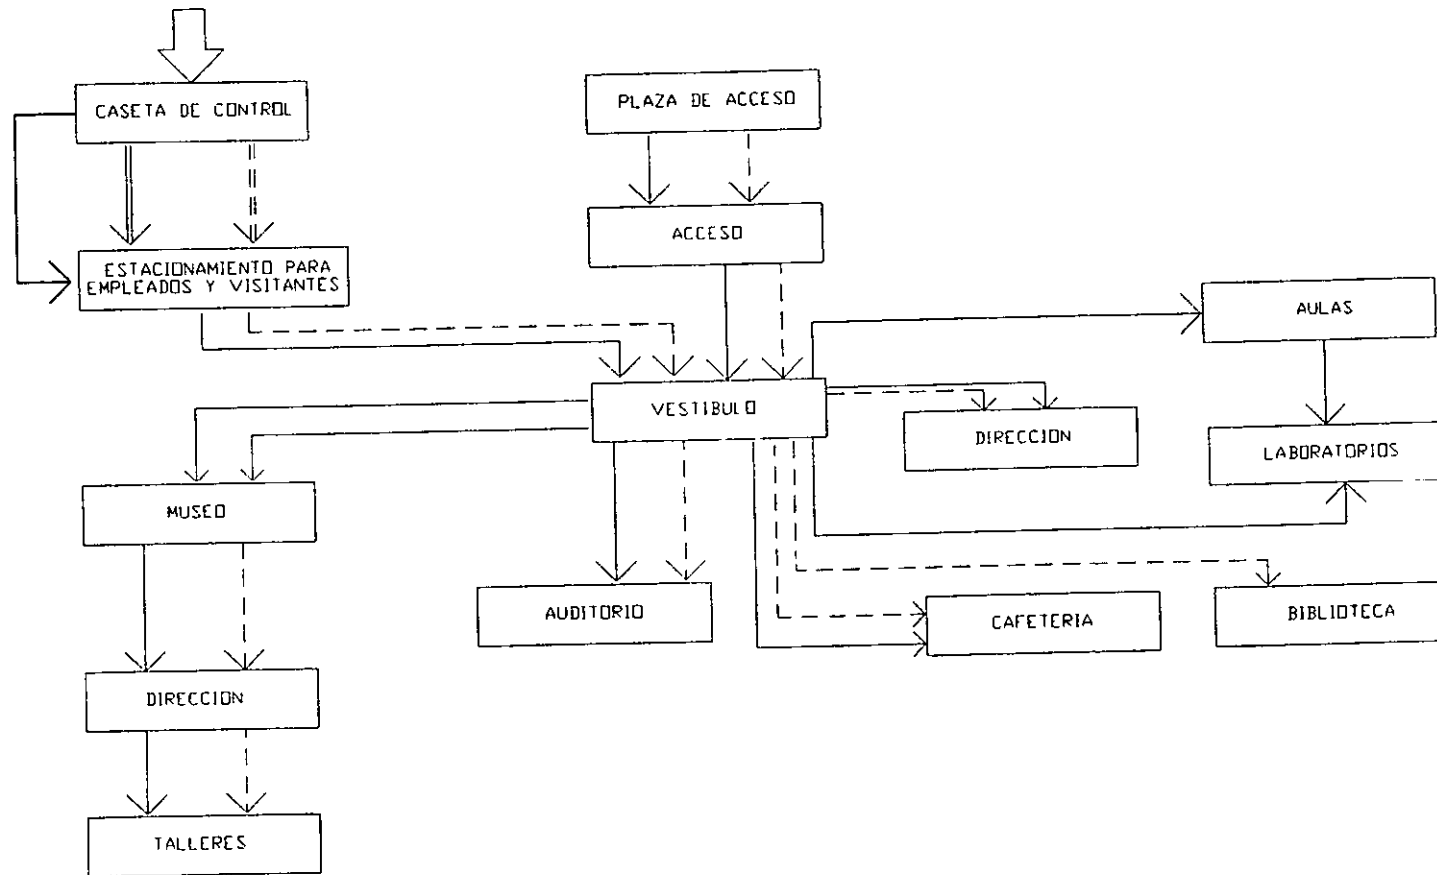 CASETA DE CONTROL
PLAZA DE ACCESO
ACCESO
ESTACIONAMIENTO PARA
EMPLEADOS Y VISITANTES
AULAS
VESTIBULO
DIRECCION
LABORATORIOS
MUSEO
AUDITORIO
CAFETERIA
BIBLIOTECA
DIRECCION
TALLERES